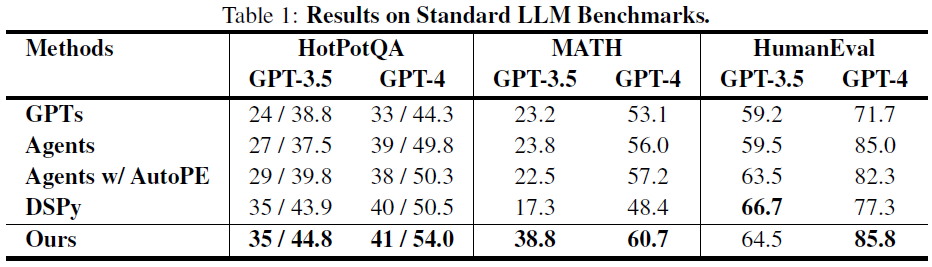 Table 1: Results on Standard LLM Benchmarks.
Methods HotPotQA MATH HumanEval
GPT-3.5 GPT-4 GPT-3.5 GPT-4 GPT-3.5 GPT-4
GPTs 24 / 38.8 33 / 44.3 23.2 53.1 59.2 71.7
Agents 27 / 37.5 39 / 49.8 23.8 56.0 59.5 85.0
Agents w/ AutoPE 29 / 39.8 38 / 50.3 22.5 57.2 63.5 82.3
DSPy 35 / 43.9 40 / 50.5 17.3 48.4 66.7 77.3
Ours 35 / 44.8 41 / 54.0 38.8 60.7 64.5 85.8